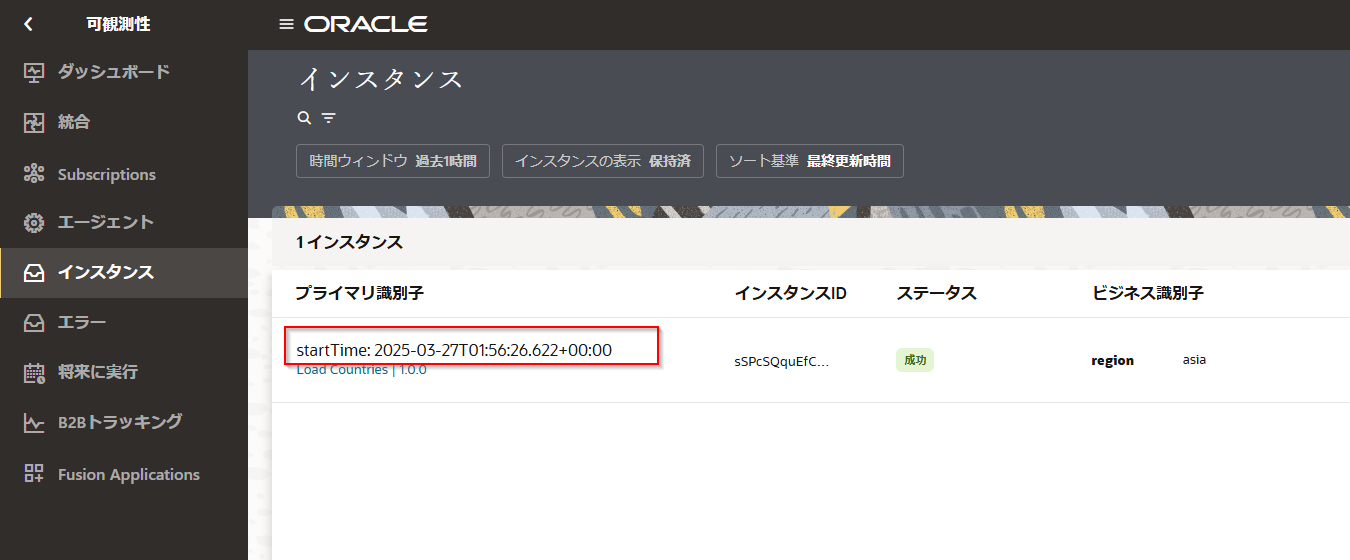 可観測性
ダッシュボード
統合
Subscriptions
エージェント
インスタンス
エラー
将来に実行
B2Bトラッキング
Fusion Applications
ORACLE
インスタンス
時間ウィンドウ 過去1時間 インスタンスの表示 保持済 ソート基準 最終更新時間
1 インスタンス
プライマリ識別子 インスタンスID ステータス ビジネス識別子
startTime: 2025-03-27T01:56:26.622+00:00
Load Countries | 1.0.0
sSPcSQquEfC... 成功 region asia